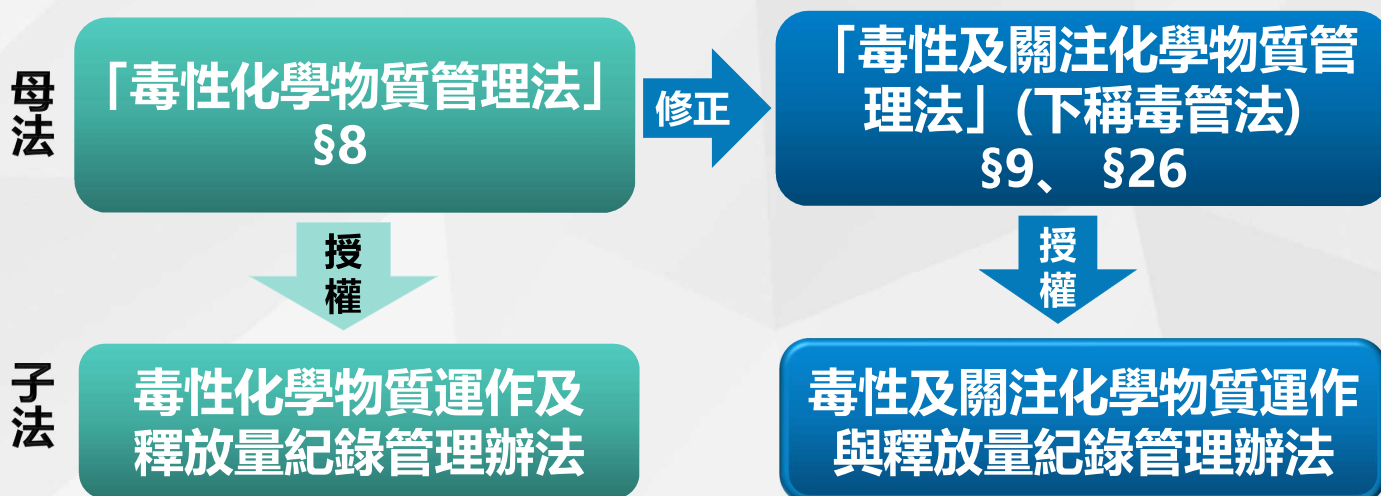 母法
「毒性化學物質管理法」
§8
修正
「毒性及關注化學物質管
理法」(下稱毒管法)
§9、 §26
授權
授權
子法
毒性化學物質運作及
釋放量紀錄管理辦法
毒性及關注化學物質運作
與釋放量紀錄管理辦法